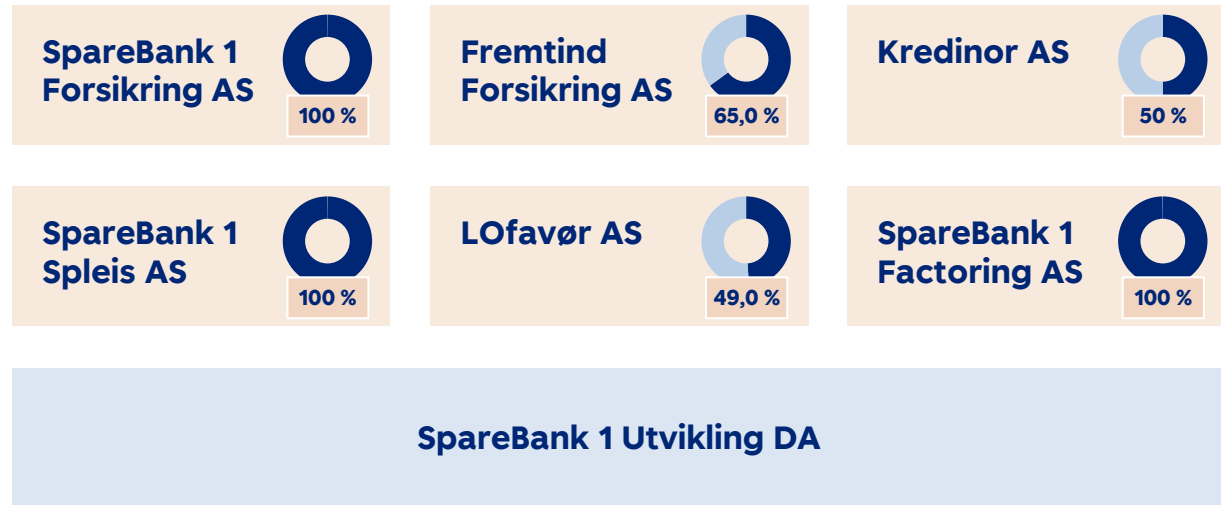 SpareBank 1
Forsikring AS
100 %
Fremtind
Forsikring AS
65,0 %
Kredinor AS
50 %
SpareBank 1
Spleis AS
100 %
LOfavør AS
49,0 %
SpareBank 1
Factoring AS
100 %
SpareBank 1 Utvikling DA